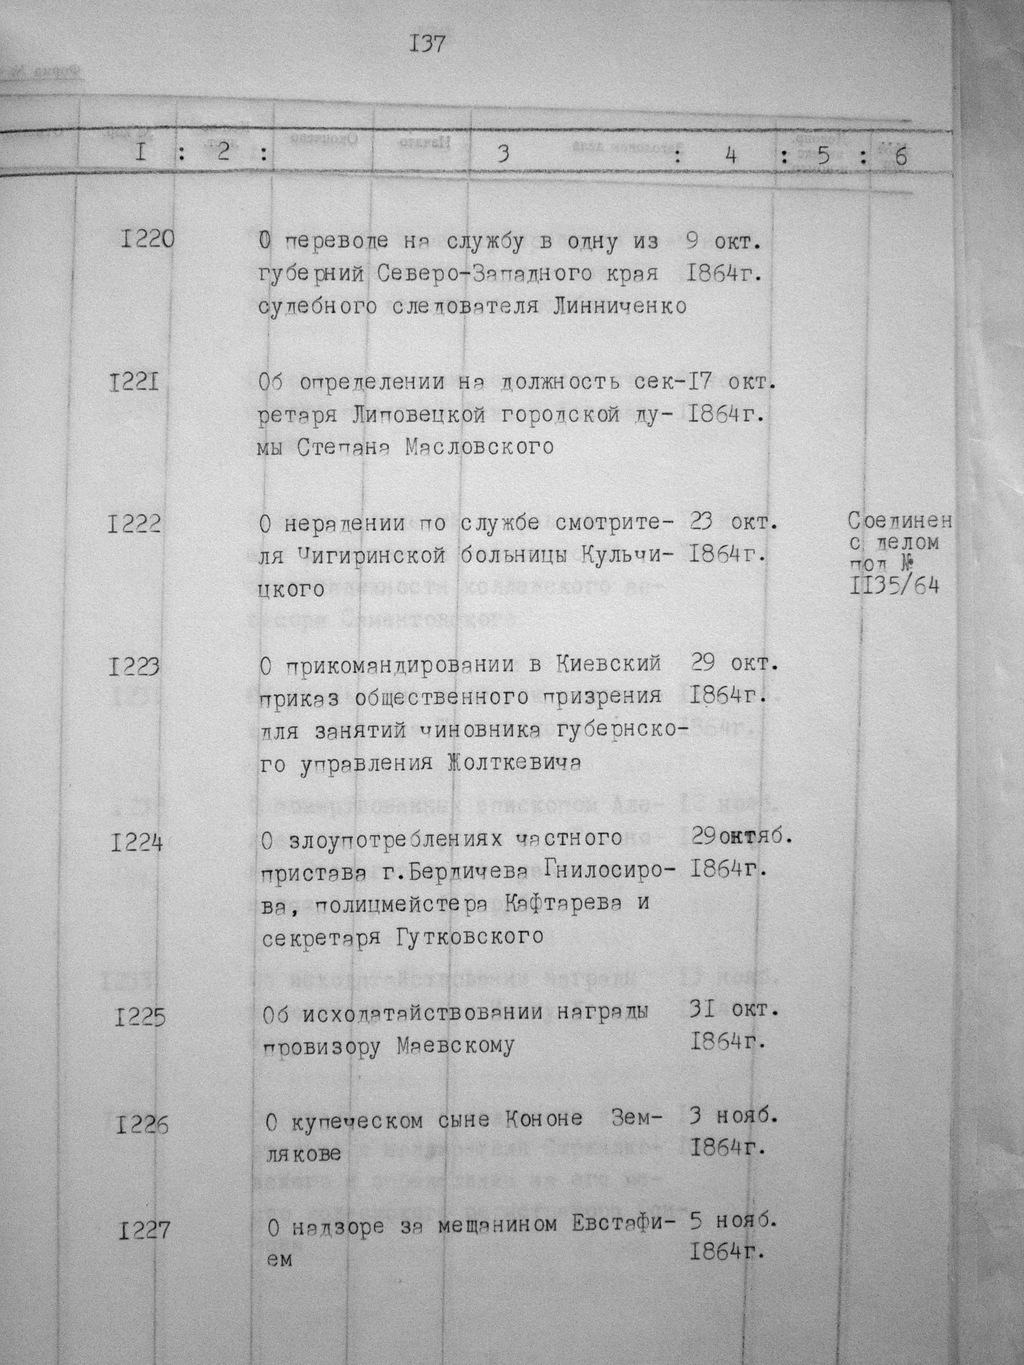 137
I : 2 : 3 : 4 : 5 : 6
I220 О переводе на службу в одну из 9 окт.
губерний Северо-Западного края I864г.
судебного следователя Линниченко
I22I Об определении на должность сек-I7 окт.
ретаря Липовецкой городской ду- I864г.
мы Степана Масловского
I222 О нерадении по службе смотрите- 23 окт. Соединен
ля Чигиринской больницы Кульчи- I864г. с делом
цкого под №
II35/64
I223 О прикомандировании в Киевский 29 окт.
приказ общественного призрения I864г.
для занятий чиновника губернско-
го управления Жолткевича
I224 О злоупотреблениях частного 29октяб.
пристава г.Бердичева Гнилосиро- I864г.
ва, полицмейстера Кафтарева и
секретаря Гутковского
I225 Об исходатайствовании награды 3I окт.
провизору Маевскому I864г.
I226 О купеческом сыне Кононе Зем- 3 нояб.
лякове I864г.
I227 О надзоре за мещанином Евстафи- 5 нояб.
ем I864г.